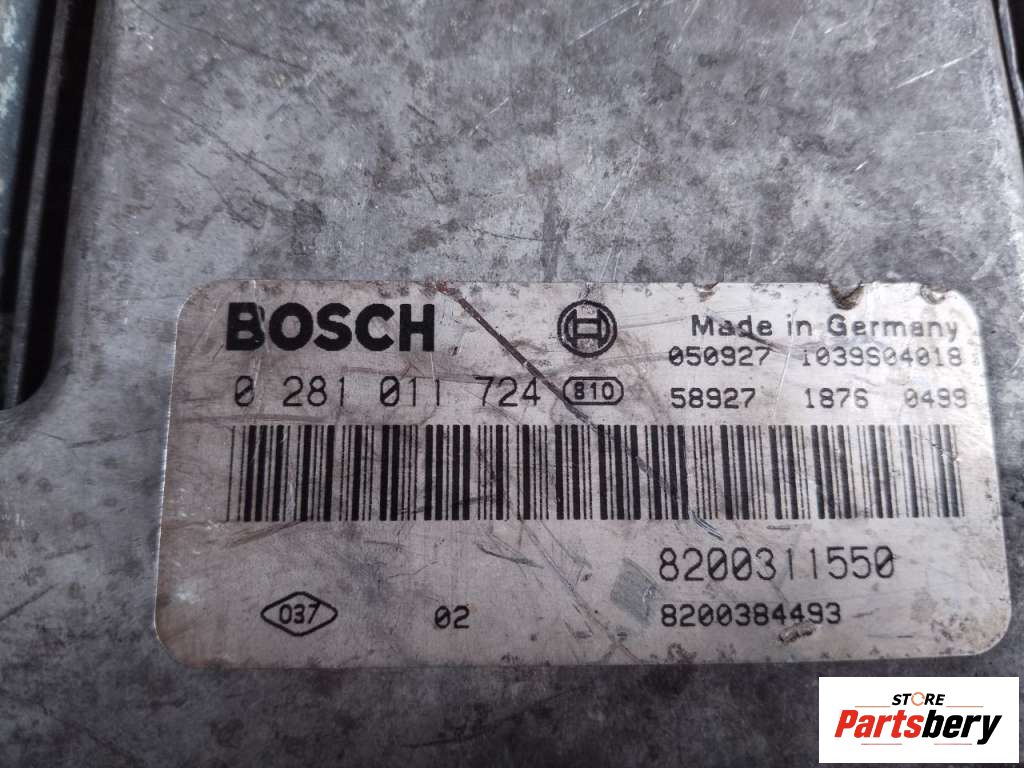 BOSCH
Made in Germany
050927 1039S04018
0 281 011 724 810
58927 1876 0499
8200311550
037 02 8200384493
STORE
Partsbery